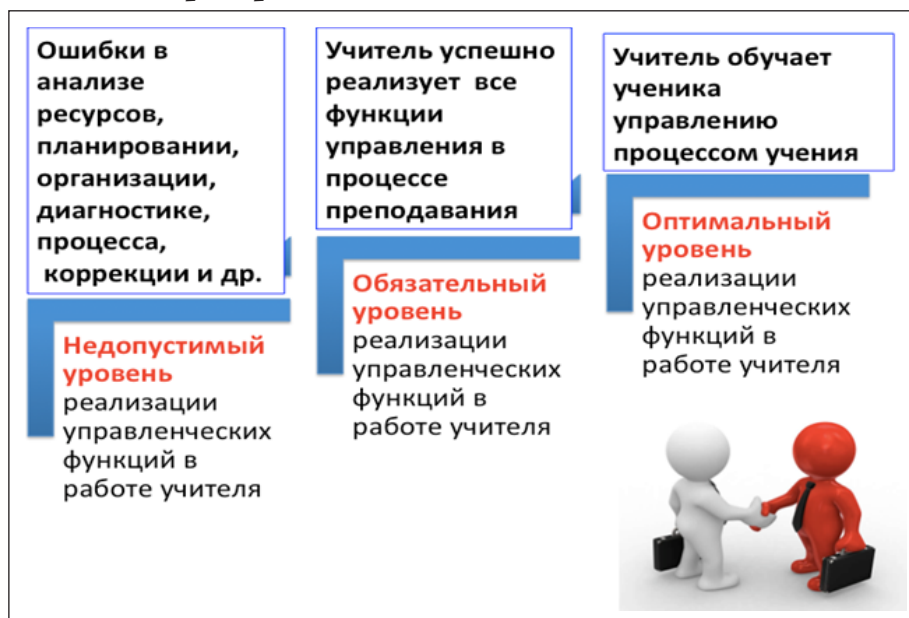 Ошибки в
анализе
ресурсов,
планировании,
организации,
диагностике,
процесса,
коррекции и др.
Недопустимый
уровень
реализации
управленческих
функций в
работе учителя
Учитель успешно
реализует все
функции
управления в
процессе
преподавания
Обязательный
уровень
реализации
управленческих
функций в
работе учителя
Учитель обучает
ученика
управлению
процессом учения
Оптимальный
уровень
реализации
управленческих
функций в
работе учителя